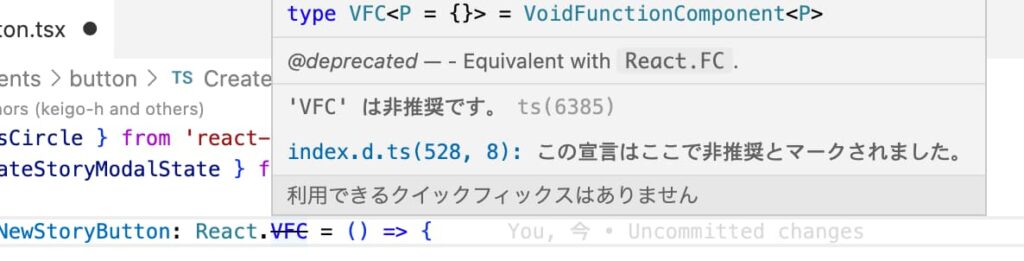 type VFC<P = {}> = VoidFunctionComponent<P>
ton.tsx ●
@deprecated — - Equivalent with React.FC .
ents > button > TS Create
'VFC' は非推奨です。 ts(6385)
hors (keigo-h and others)
sCircle } from 'react-
index.d.ts(528, 8): この宣言はここで非推奨とマークされました。
ateStoryModalState } f
利用できるクイックフィックスはありません
NewStoryButton: React.VFC = () => {
You, 今 • Uncommitted changes